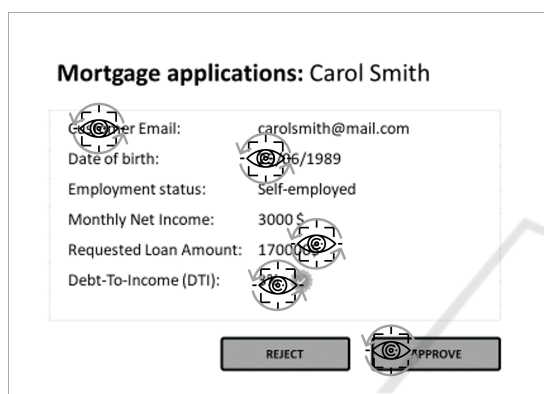 Mortgage applications: Carol Smith
Email: carolsmith@mail.com
Date of birth:
Employment status: Self-employed
Monthly Net Income: 3000 $
Requested Loan Amount:
Debt-To-Income (DTI):
REJECT